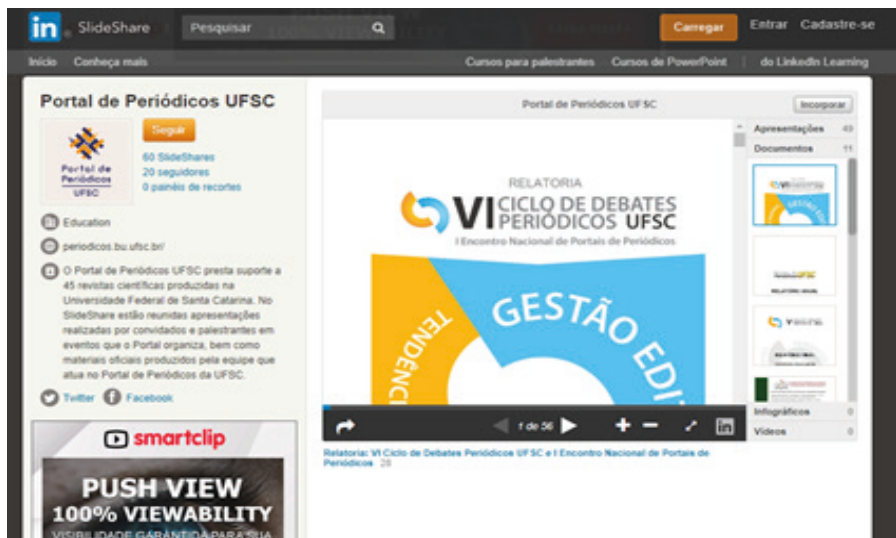 in SlideShare Pesquisar Carregar Entrar Cadastre-se
Início Conheça mais Cursos para palestrantes Cursos de PowerPoint do LinkedIn Learning
Portal de Periódicos UFSC
Portal de
Periódicos
UFSC
Seguir
60 SlideShares
20 seguidores
0 painéis de recortes
Education
periodicos.bu.ufsc.br/
O Portal de Periódicos UFSC presta suporte a
45 revistas científicas produzidas na
Universidade Federal de Santa Catarina. No
SlideShare estão reunidas apresentações
realizadas por convidados e palestrantes em
eventos que o Portal organiza, bem como
materiais oficiais produzidos pela equipe que
atua no Portal de Periódicos da UFSC.
Twitter Facebook
smartclip
PUSH VIEW
100% VIEWABILITY
VISIBILIDADE GARANTIDA PARA SUA
Portal de Periódicos UFSC Incorporar
RELATORIA
VI CICLO DE DEBATES
PERIÓDICOS UFSC
I Encontro Nacional de Portais de Periódicos
TENDÊNCI
GESTÃO EDIT
1 de 56
in
Relatoria: VI Ciclo de Debates Periódicos UFSC e I Encontro Nacional de Portais de
Periódicos 28
Apresentações 49
Documentos 11
Infográficos 0
Vídeos 0